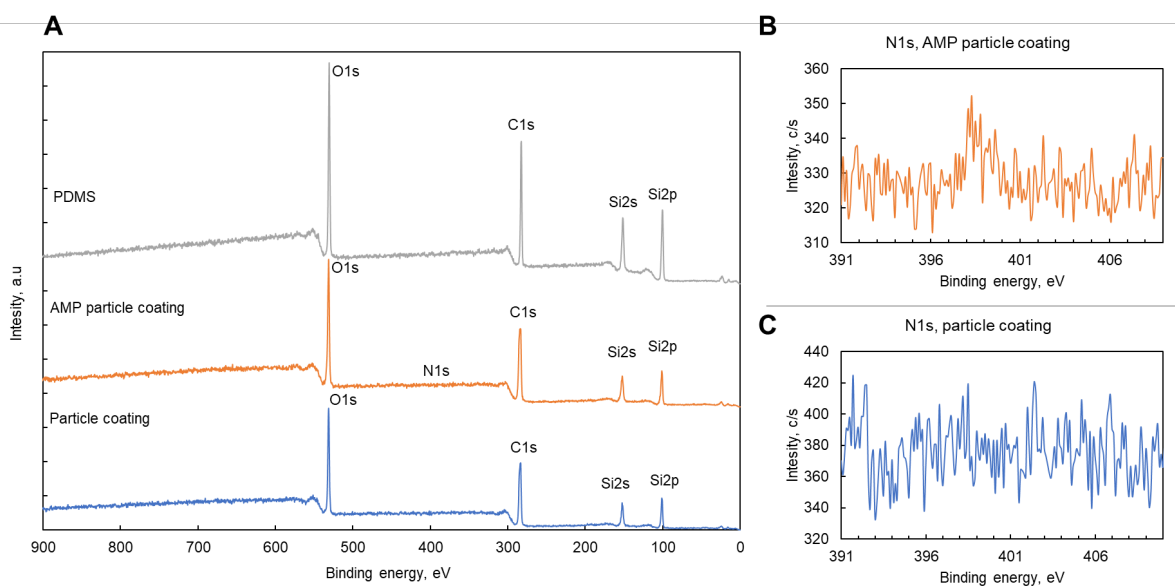 A
O1s
C1s
Si2s
Si2p
PDMS
O1s
AMP particle coating
C1s
Si2s
Si2p
N1s
O1s
Particle coating
C1s
Si2s
Si2p
Intesity, a.u
900 800 700 600 500 400 300 200 100 0
Binding energy, eV
B
N1s, AMP particle coating
360
350
340
330
320
310
Intesity, c/s
391 396 401 406
Binding energy, eV
C
N1s, particle coating
440
420
400
380
360
340
320
Intesity, c/s
391 396 401 406
Binding energy, eV